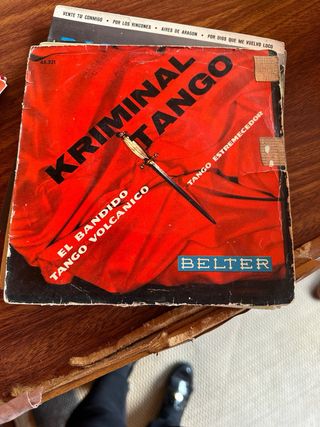 VENTE TU CONMIGO - POR LOS RINCONES - AIRES DE ARAGON - POR DIOS QUE ME VUELVO LOCO
KRIMINAL
TANGO
EL BANDIDO
TANGO VOLCANICO
TANGO ESTREMECEDOR
BELTER